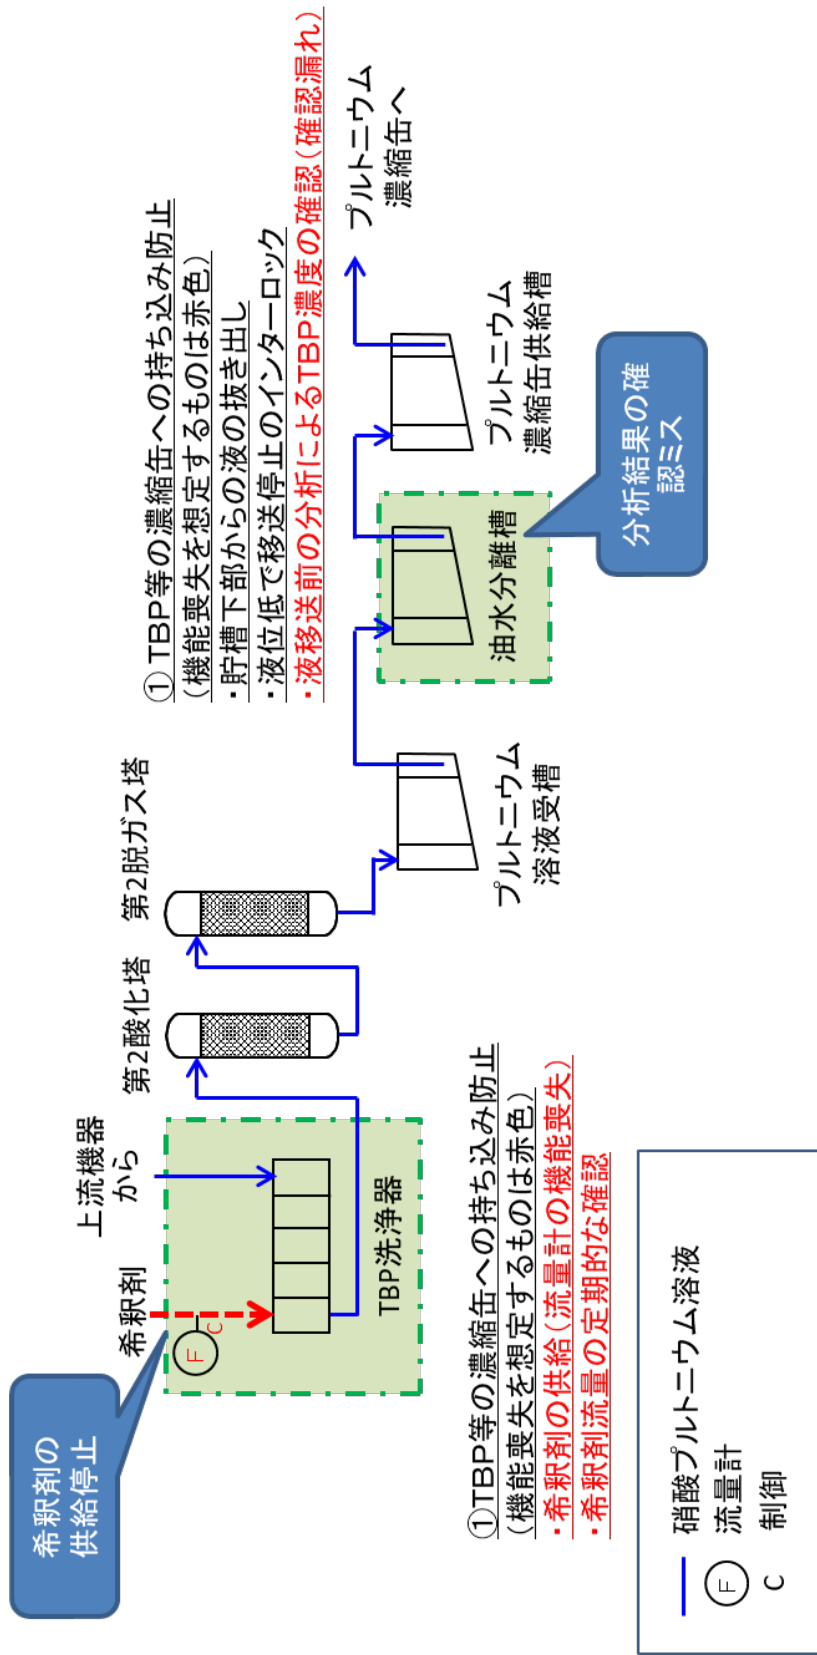 希釈剤の
供給停止
希釈剤
上流機器
から
F
C
TBP洗浄器
第2酸化塔
第2脱ガス塔
①TBP等の濃縮缶への持ち込み防止
(機能喪失を想定するものは赤色)
・貯槽下部からの液の抜き出し
・液位低で移送停止のインターロック
・液移送前の分析によるTBP濃度の確認(確認漏れ)
プルトニウム
濃縮缶へ
プルトニウム
溶液受槽
油水分離槽
プルトニウム
濃縮缶供給槽
分析結果の確
認ミス
①TBP等の濃縮缶への持ち込み防止
(機能喪失を想定するものは赤色)
・希釈剤の供給(流量計の機能喪失)
・希釈剤流量の定期的な確認
硝酸プルトニウム溶液
F 流量計
C 制御